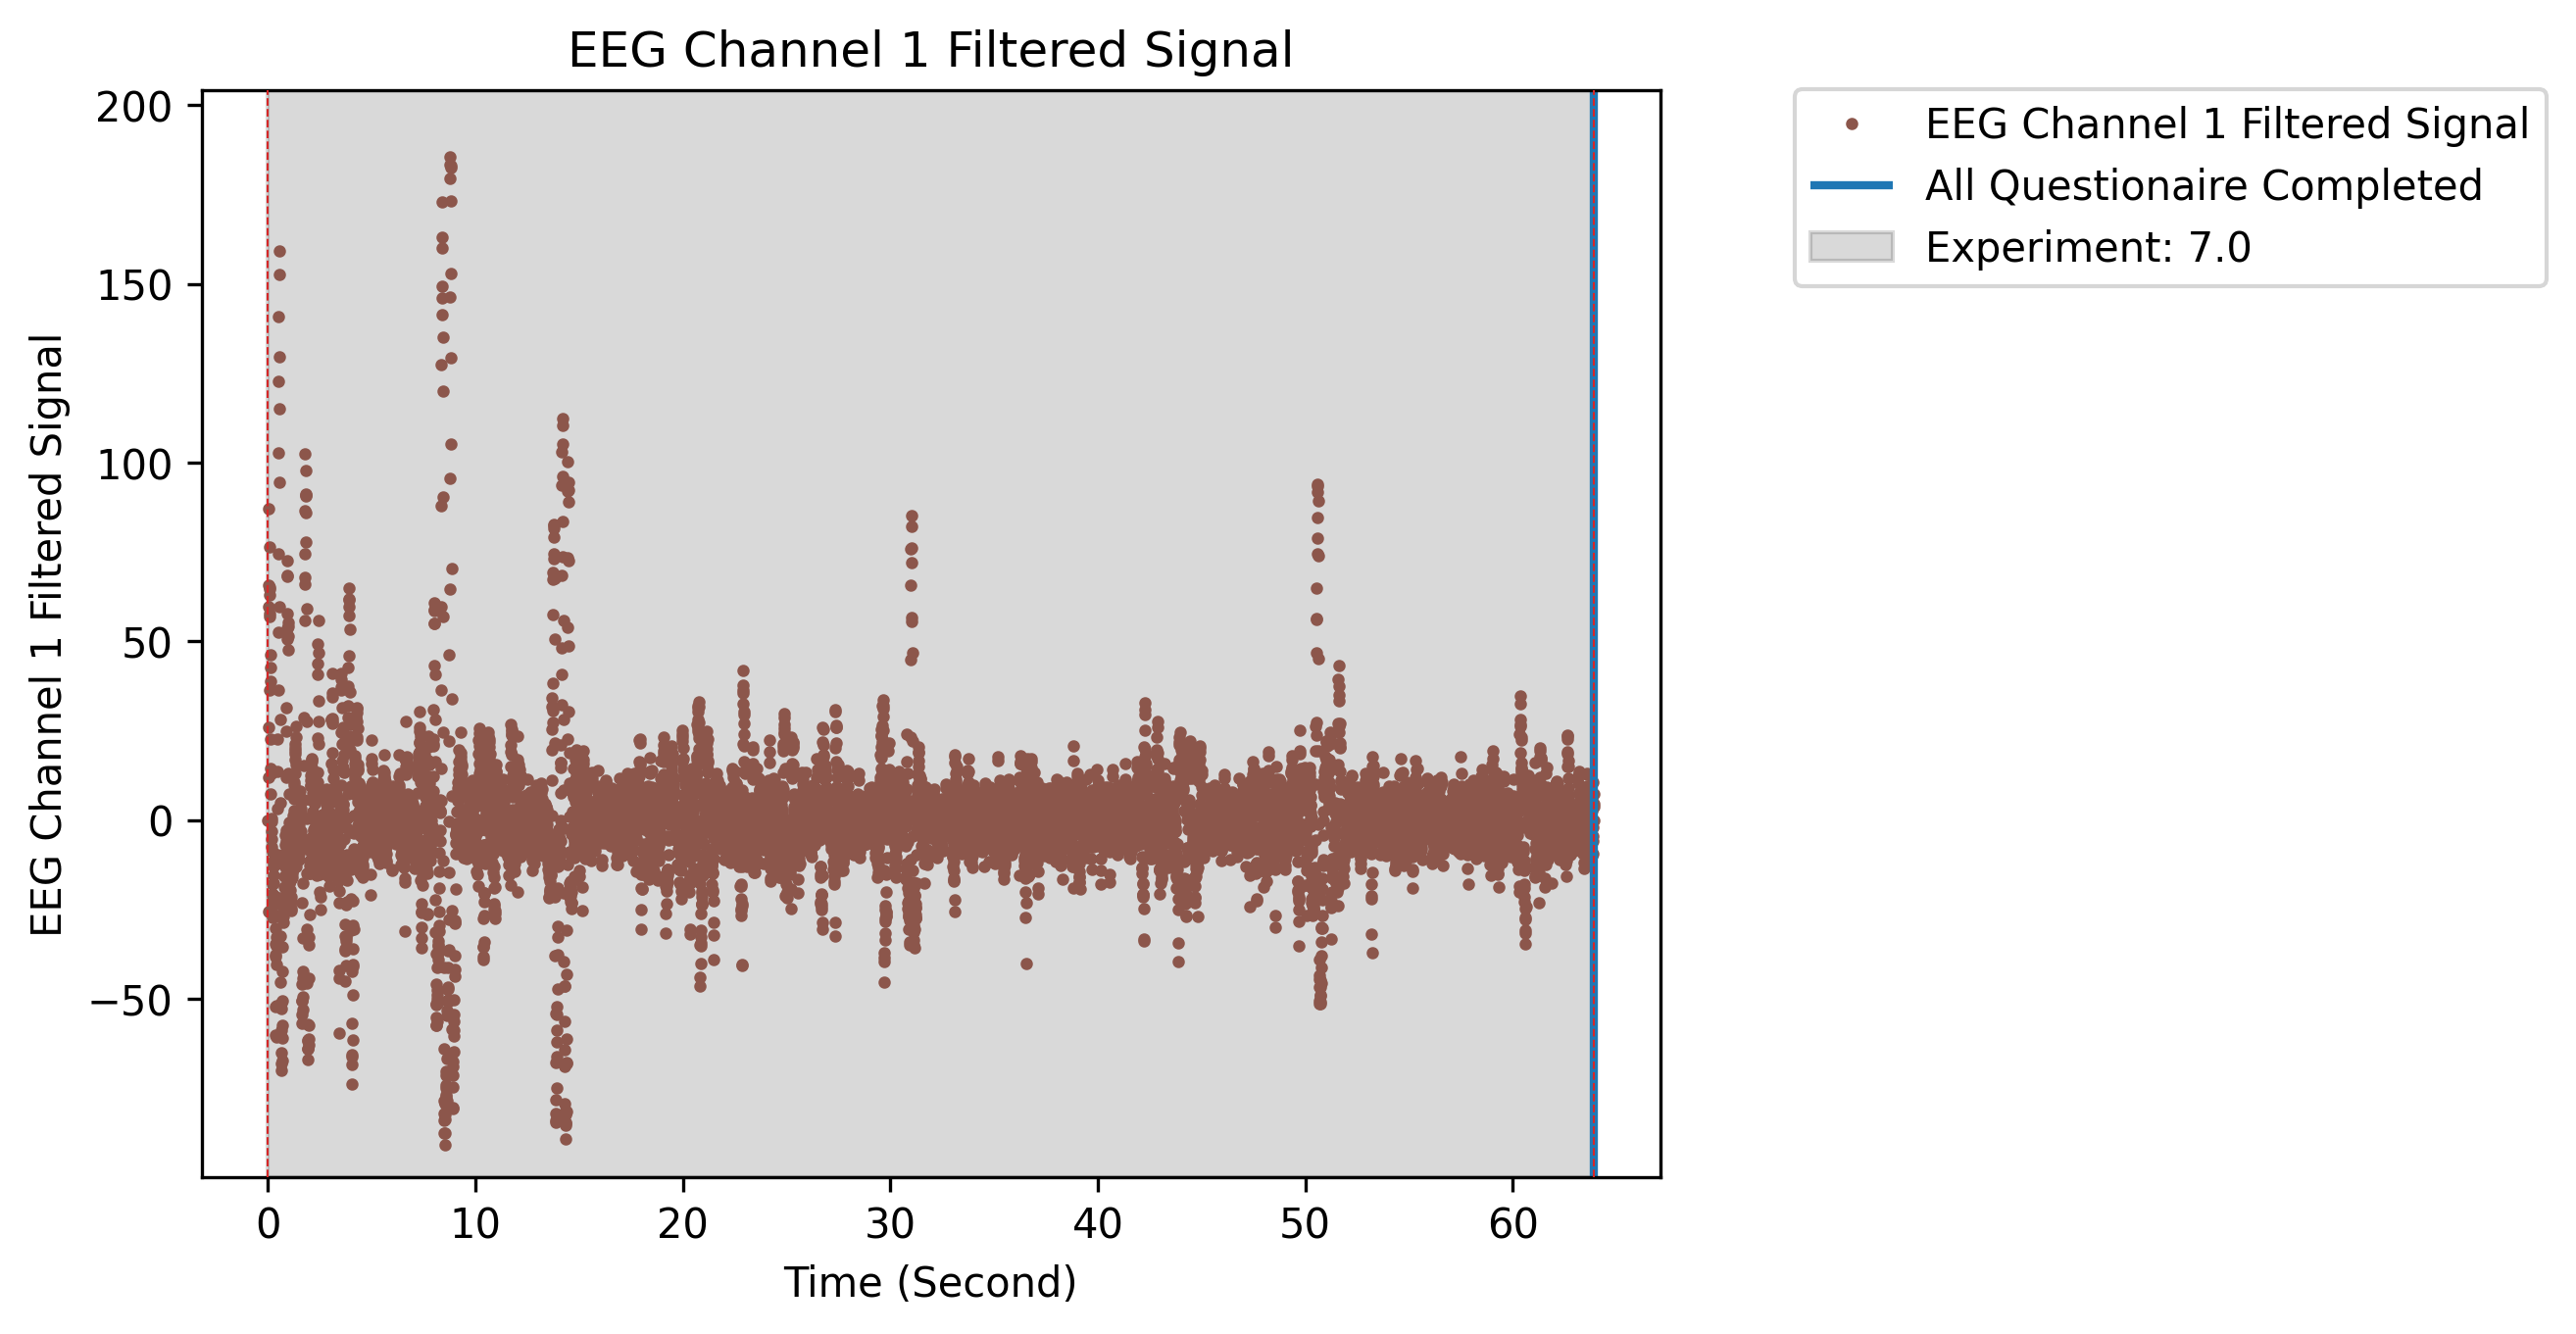 EEG Channel 1 Filtered Signal
EEG Channel 1 Filtered Signal
All Questionaire Completed
Experiment: 7.0
EEG Channel 1 Filtered Signal
200
150
100
50
0
−50
0 10 20 30 40 50 60
Time (Second)